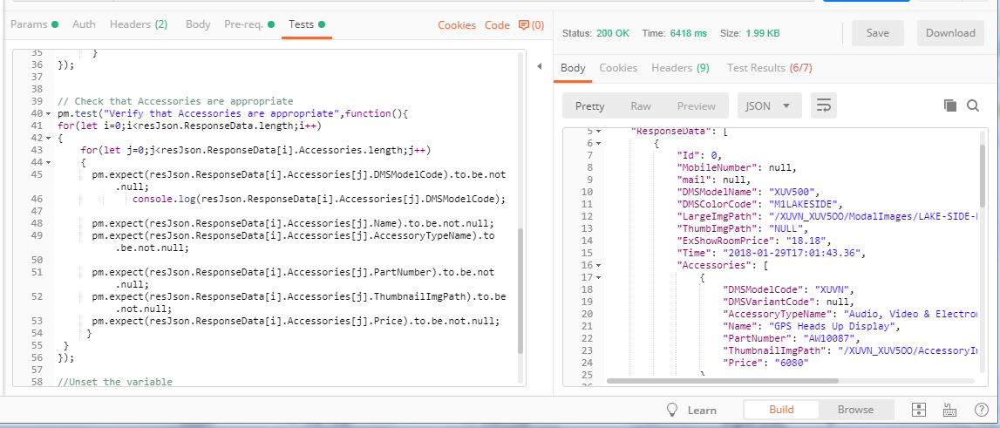 Params Auth Headers (2) Body Pre-req. Tests Cookies Code (0)
Status: 200 OK Time: 6418 ms Size: 1.99 KB Save Download
Body Cookies Headers (9) Test Results (6/7)
Pretty Raw Preview JSON
35 }
36 });
37
38
39 // Check that Accessories are appropriate
40 pm.test("Verify that Accessories are appropriate",function(){
41 for(let i=0;i<resJson.ResponseData.length;i++)
42 {
43 for(let j=0;j<resJson.ResponseData[i].Accessories.length;j++)
44 {
45 pm.expect(resJson.ResponseData[i].Accessories[j].DMSModelCode).to.be.not
.null;
46 console.log(resJson.ResponseData[i].Accessories[j].DMSModelCode);
47
48 pm.expect(resJson.ResponseData[i].Accessories[j].Name).to.be.not.null;
49 pm.expect(resJson.ResponseData[i].Accessories[j].AccessoryTypeName).to
.be.not.null;
50
51 pm.expect(resJson.ResponseData[i].Accessories[j].PartNumber).to.be.not
.null;
52 pm.expect(resJson.ResponseData[i].Accessories[j].ThumbnailImgPath).to.be
.not.null;
53 pm.expect(resJson.ResponseData[i].Accessories[j].Price).to.be.not.null;
54 }
55 }
56 });
57
58 //Unset the variable
5 "ResponseData": [
6 {
7 "Id": 0,
8 "MobileNumber": null,
9 "mail": null,
10 "DMSModelName": "XUV500",
11 "DMSColorCode": "M1LAKESIDE",
12 "LargeImgPath": "/XUVN_XUV5OO/ModalImages/LAKE-SIDE-
13 "ThumbImgPath": "NULL",
14 "ExShowRoomPrice": "18.18",
15 "Time": "2018-01-29T17:01:43.36",
16 "Accessories": [
17 {
18 "DMSModelCode": "XUVN",
19 "DMSVariantCode": null,
20 "AccessoryTypeName": "Audio, Video & Electro
21 "Name": "GPS Heads Up Display",
22 "PartNumber": "AW10087",
23 "ThumbnailImgPath": "/XUVN_XUV5OO/AccessoryI
24 "Price": "6080"
25 }
Learn Build Browse